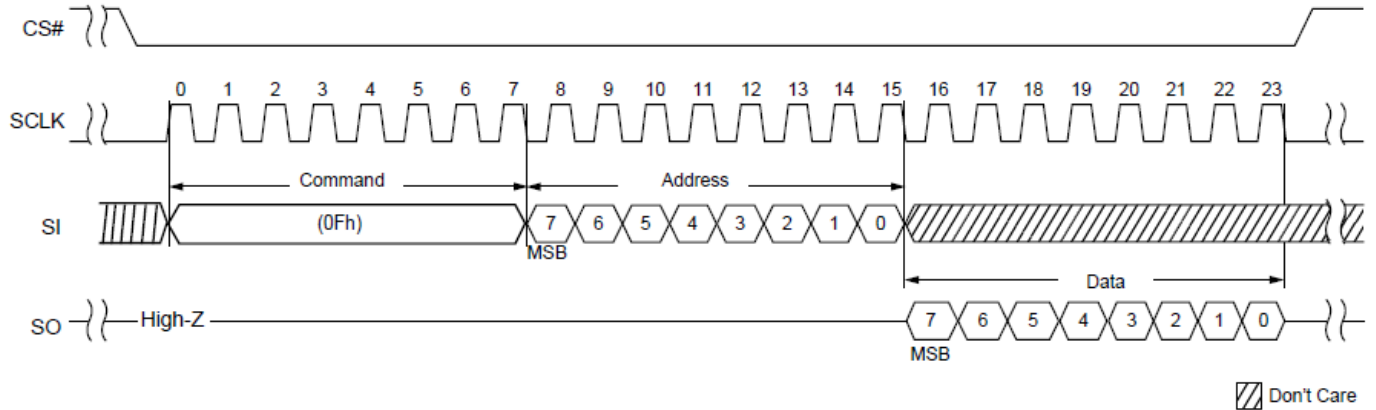 CS#
0 1 2 3 4 5 6 7 8 9 10 11 12 13 14 15 16 17 18 19 20 21 22 23
SCLK
Command Address
SI (0Fh) 7 6 5 4 3 2 1 0
MSB
Data
SO High-Z 7 6 5 4 3 2 1 0
MSB
Don't Care